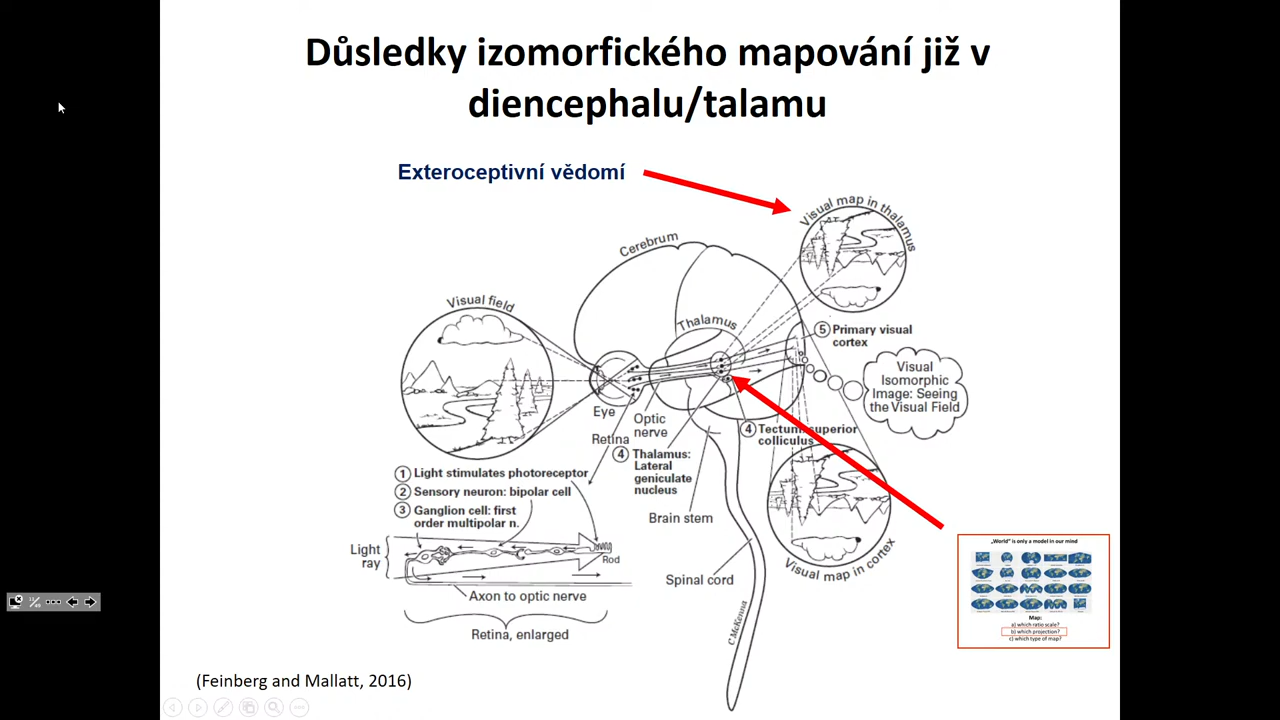 Důsledky izomorfického mapování již v
diencephalu/talamu
Exteroceptivní vědomí
Visual map in thalamus
Cerebrum
Visual field
Thalamus
⑤ Primary visual
cortex
Visual
Isomorphic
Image: Seeing
the Visual Field
Eye
Optic
nerve
Retina
④ Tectum: superior
colliculus
④ Thalamus:
Lateral
geniculate
nucleus
① Light stimulates photoreceptor
② Sensory neuron: bipolar cell
③ Ganglion cell: first
order multipolar n.
Brain stem
Light
ray
Rod
Visual map in cortex
Spinal cord
Axon to optic nerve
Retina, enlarged
C McKenna
„World” is only a model in our mind
Map:
a) which ratio scale?
b) which projection?
c) which type of map?
(Feinberg and Mallatt, 2016)